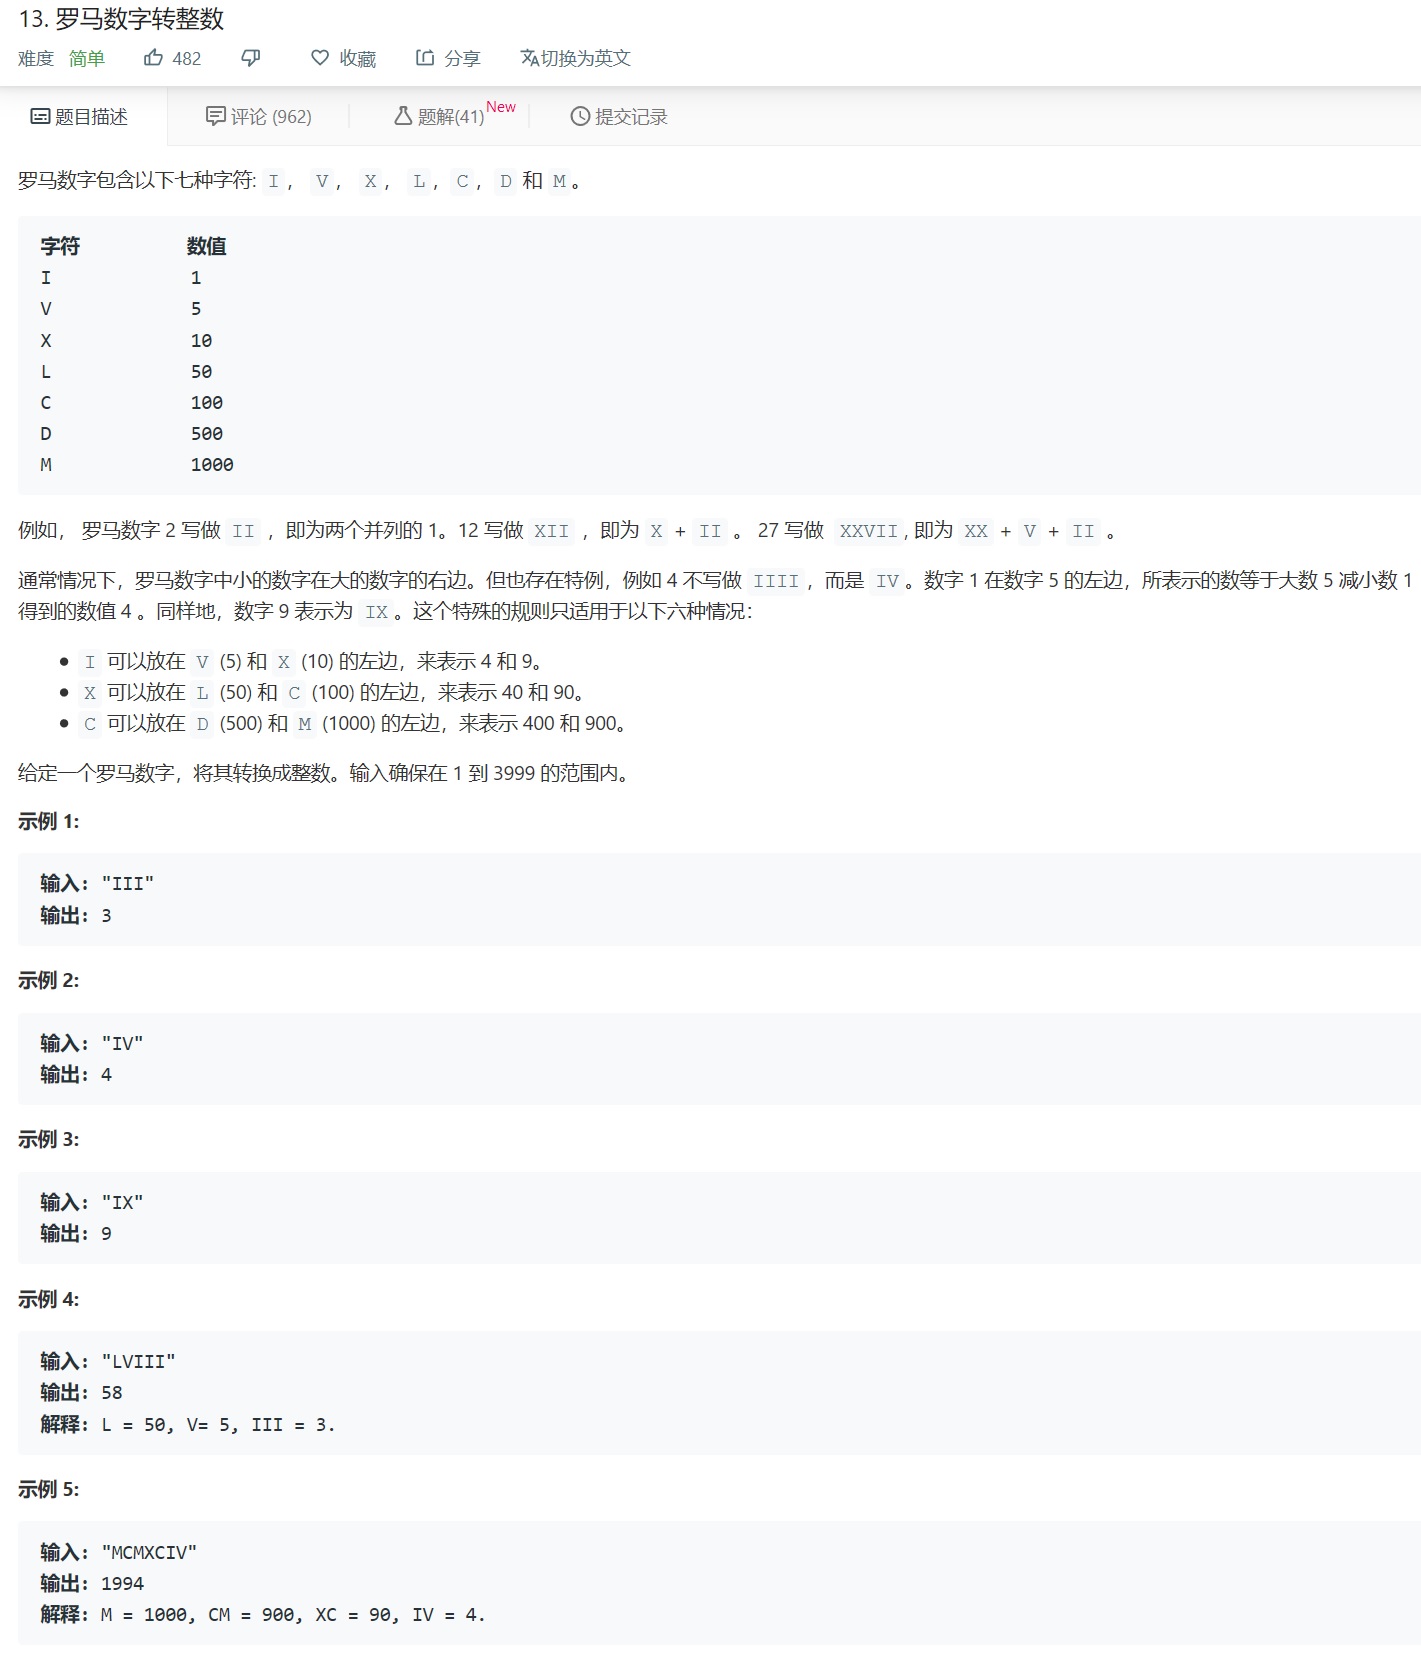 13. 罗马数字转整数
难度 简单 482 收藏 分享 切换为英文
题目描述 评论 (962) 题解(41) New 提交记录
罗马数字包含以下七种字符: I， V， X， L，C，D 和 M。
字符 数值
I 1
V 5
X 10
L 50
C 100
D 500
M 1000
例如， 罗马数字 2 写做 II ，即为两个并列的 1。12 写做 XII ，即为 X + II 。 27 写做 XXVII, 即为 XX + V + II 。
通常情况下，罗马数字中小的数字在大的数字的右边。但也存在特例，例如 4 不写做 IIII，而是 IV。数字 1 在数字 5 的左边，所表示的数等于大数 5 减小数 1
得到的数值 4 。同样地，数字 9 表示为 IX。这个特殊的规则只适用于以下六种情况：
● I 可以放在 V (5) 和 X (10) 的左边，来表示 4 和 9。
● X 可以放在 L (50) 和 C (100) 的左边，来表示 40 和 90。
● C 可以放在 D (500) 和 M (1000) 的左边，来表示 400 和 900。
给定一个罗马数字，将其转换成整数。输入确保在 1 到 3999 的范围内。
示例 1:
输入: "III"
输出: 3
示例 2:
输入: "IV"
输出: 4
示例 3:
输入: "IX"
输出: 9
示例 4:
输入: "LVIII"
输出: 58
解释: L = 50, V= 5, III = 3.
示例 5:
输入: "MCMXCIV"
输出: 1994
解释: M = 1000, CM = 900, XC = 90, IV = 4.